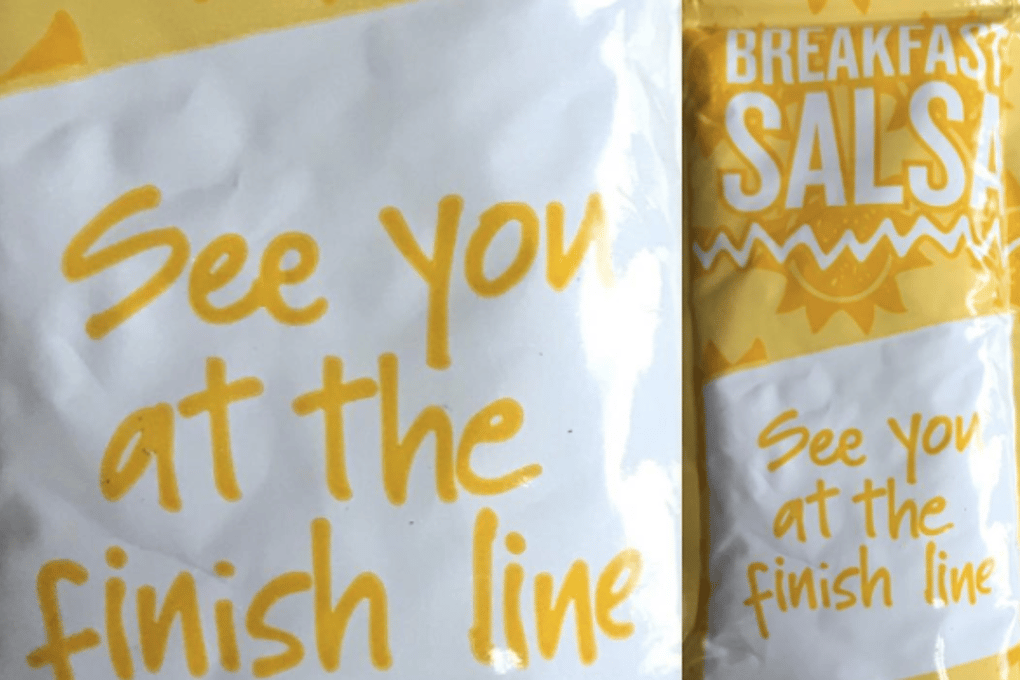 See you
at the
finish line
BREAKFAST
SALSA
See you
at the
finish line